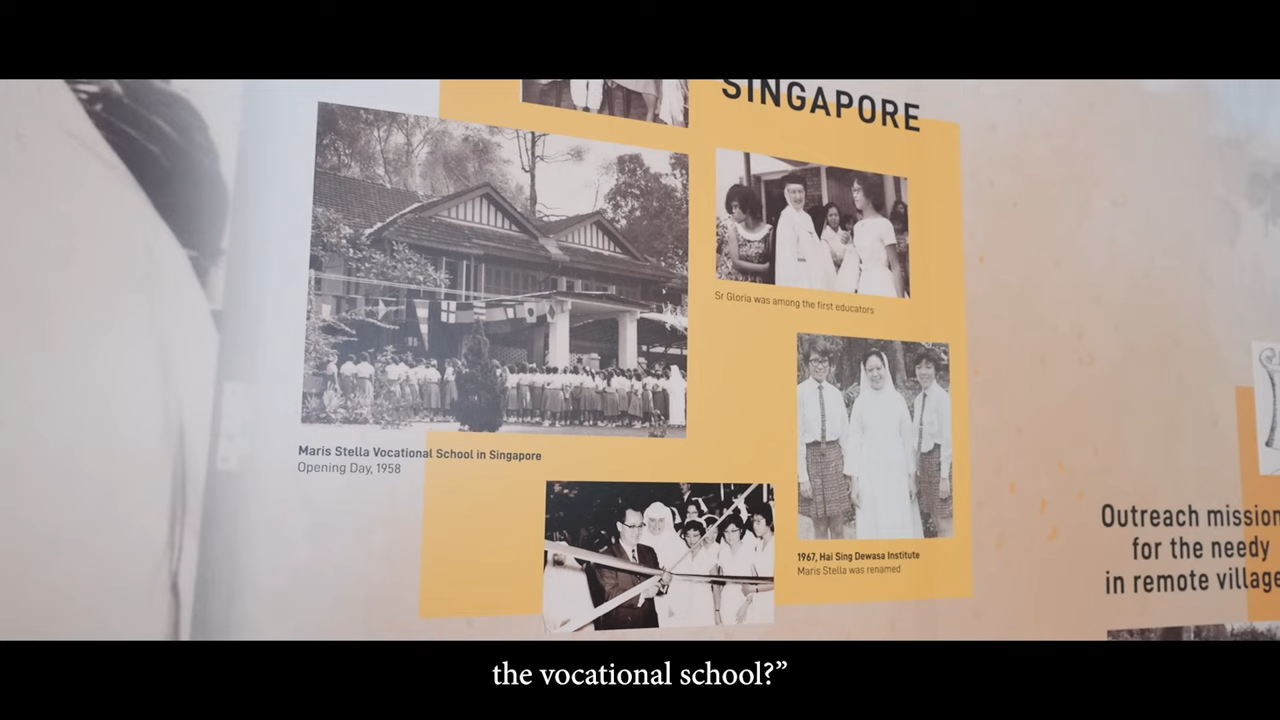 SINGAPORE
Sr Gloria was among the first educators
Maris Stella Vocational School in Singapore
Opening Day, 1958
1967, Hai Sing Dewasa Institute
Maris Stella was renamed
Outreach mission
for the needy
in remote village
the vocational school?”